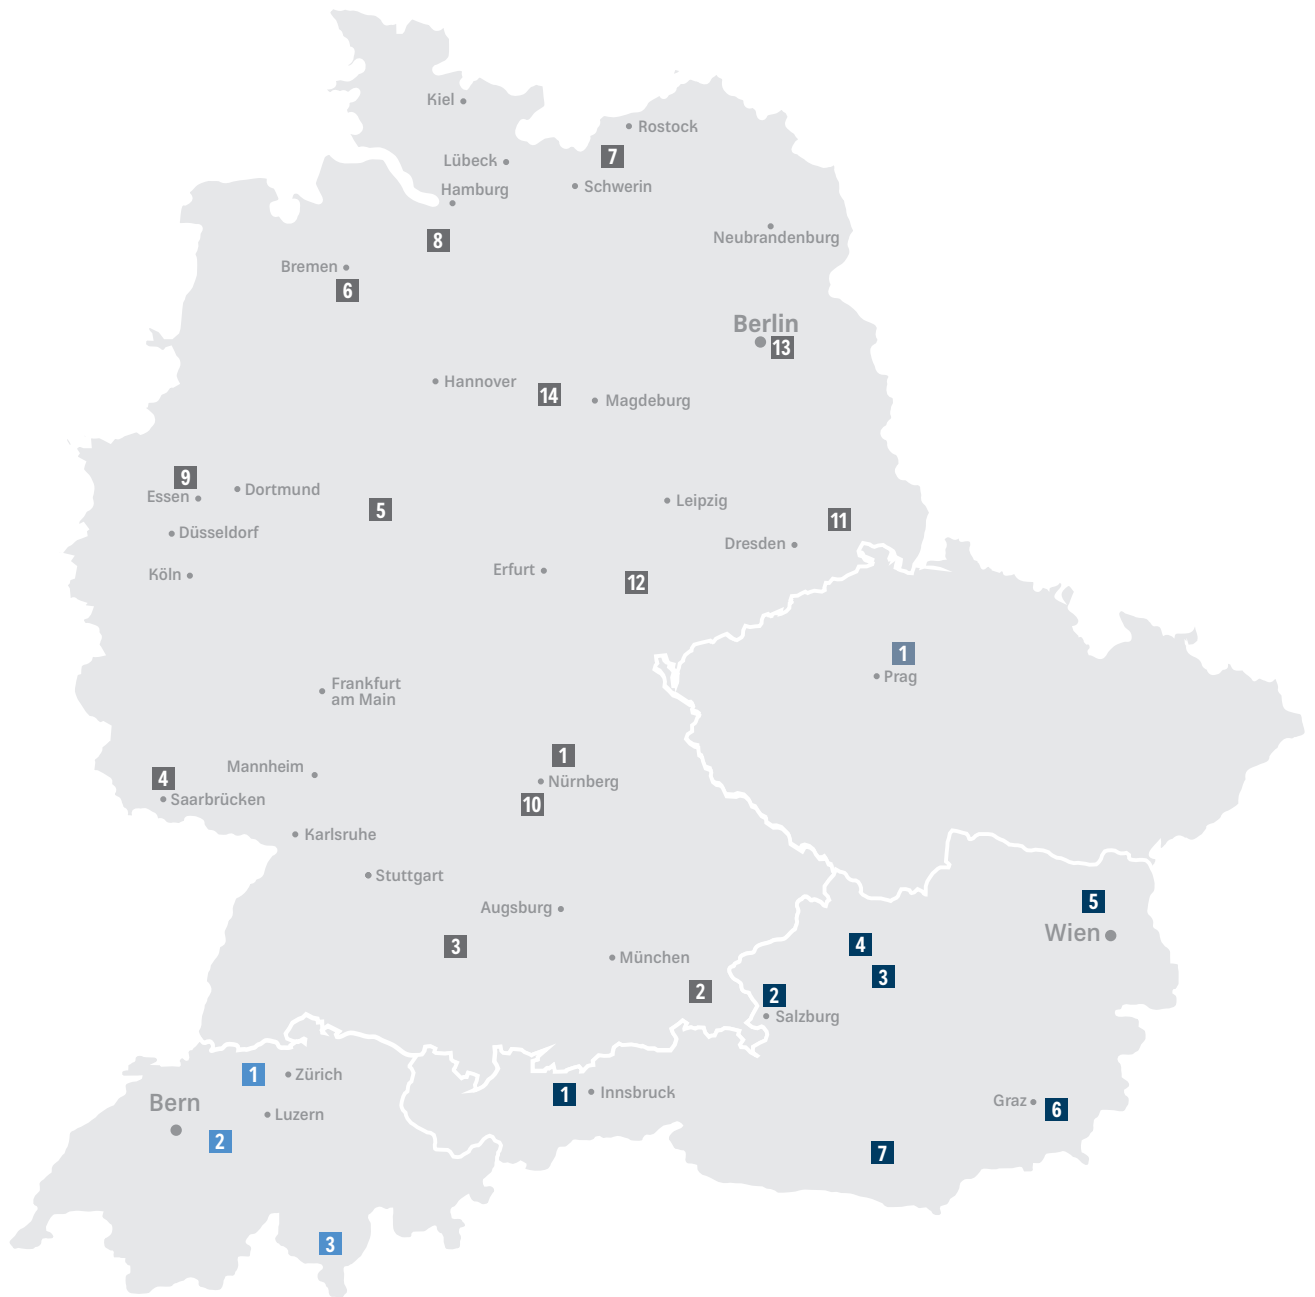 Kiel
Rostock
7
Lübeck
Schwerin
Hamburg
8
Neubrandenburg
Bremen
6
Berlin
13
Hannover
14
Magdeburg
9
Essen
Dortmund
5
Leipzig
11
Düsseldorf
Dresden
Köln
Erfurt
12
1
Prag
Frankfurt
am Main
1
Mannheim
4
Nürnberg
Saarbrücken
10
Karlsruhe
Stuttgart
5
Augsburg
Wien
3
4
München
3
2
2
Salzburg
1
Zürich
1
Innsbruck
Bern
Luzern
Graz
6
2
7
3